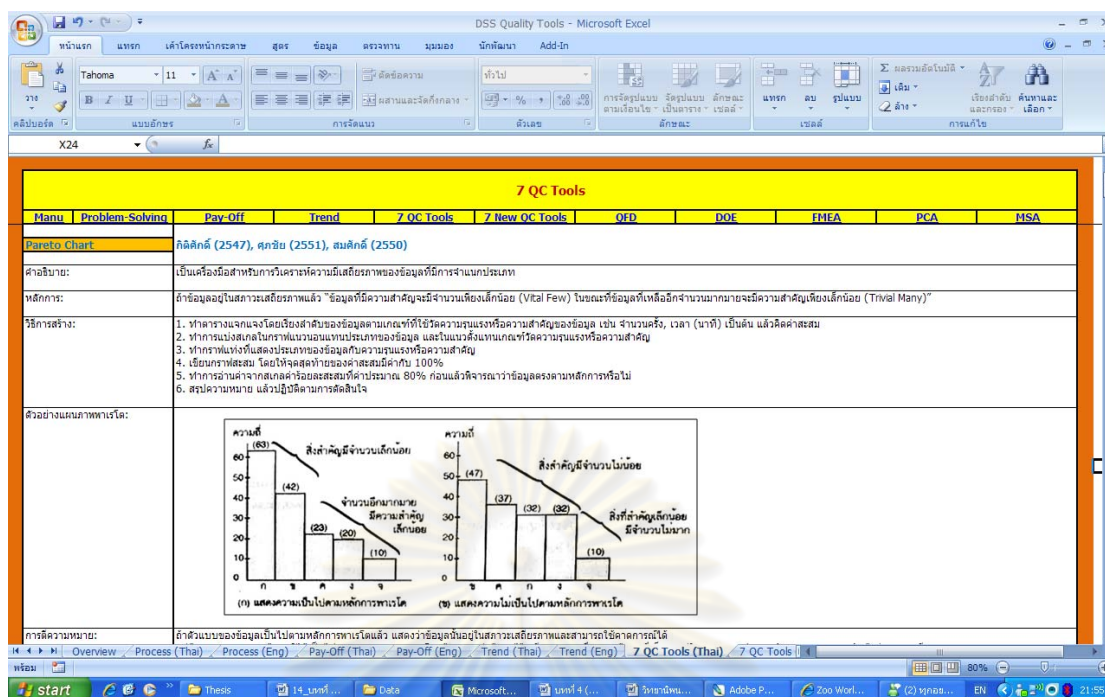 DSS Quality Tools - Microsoft Excel
หน้าแรก แทรก เค้าโครงหน้ากระดาษ สูตร ข้อมูล ตรวจทาน มุมมอง นักพัฒนา Add-In
วาง
Tahoma 11
B I U
ตัดข้อความ
ผสานและจัดกึ่งกลาง
ทั่วไป
การจัดรูปแบบตามเงื่อนไข
จัดรูปแบบเป็นตาราง
ลักษณะเซลล์
แทรก ลบ รูปแบบ
Σ ผลรวมอัตโนมัติ
เติม
ล้าง
เรียงลำดับและกรอง
ค้นหาและเลือก
คลิปบอร์ด แบบอักษร การจัดแนว ตัวเลข ลักษณะ เซลล์ การแก้ไข
X24 fx
7 QC Tools
Manu Problem-Solving Pay-Off Trend 7 QC Tools 7 New QC Tools QFD DOE FMEA PCA MSA
Pareto Chart กิติศักดิ์ (2547), ศุภชัย (2551), สมศักดิ์ (2550)
คำอธิบาย: เป็นเครื่องมือสำหรับการวิเคราะห์ความมีเสถียรภาพของข้อมูลที่มีการจำแนกประเภท
หลักการ: ถ้าข้อมูลอยู่ในสภาวะเสถียรภาพแล้ว "ข้อมูลที่มีความสำคัญจะมีจำนวนเพียงเล็กน้อย (Vital Few) ในขณะที่ข้อมูลที่เหลืออีกจำนวนมากมายจะมีความสำคัญเพียงเล็กน้อย (Trivial Many)"
วิธีการสร้าง: 1. ทำตารางแจกแจงโดยเรียงลำดับของข้อมูลตามเกณฑ์ที่ใช้วัดความรุนแรงหรือความสำคัญของข้อมูล เช่น จำนวนครั้ง, เวลา (นาที) เป็นต้น แล้วคิดค่าสะสม
2. ทำการแบ่งสเกลในกราฟแนวนอนแทนประเภทของข้อมูล และในแนวตั้งแทนเกณฑ์วัดความรุนแรงหรือความสำคัญ
3. ทำกราฟแท่งที่แสดงประเภทของข้อมูลกับความรุนแรงหรือความสำคัญ
4. เขียนกราฟสะสม โดยให้จุดสุดท้ายของค่าสะสมมีค่ากับ 100%
5. ทำการอ่านค่าจากสเกลค่าร้อยละสะสมที่ค่าประมาณ 80% ก่อนแล้วพิจารณาว่าข้อมูลตรงตามหลักการหรือไม่
6. สรุปความหมาย แล้วปฏิบัติตามการตัดสินใจ
ตัวอย่างแผนภาพพาเรโต:
ความถี่
60
50
40
30
20
10
0
(63)
(42)
(23)
(20)
(10)
สิ่งสำคัญมีจำนวนเล็กน้อย
จำนวนอีกมากมาย
มีความสำคัญ
เล็กน้อย
ก ข ค ง จ
(ก) แสดงความเป็นไปตามหลักการพาเรโต
ความถี่
60
50
40
30
20
10
0
(47)
(37)
(32)
(32)
(10)
สิ่งสำคัญมีจำนวนไม่น้อย
สิ่งที่สำคัญเล็กน้อย
มีจำนวนไม่มาก
ข ก ค ง จ
(ข) แสดงความไม่เป็นไปตามหลักการพาเรโต
การตีความหมาย: ถ้าตัวแบบของข้อมูลเป็นไปตามหลักการพาเรโตแล้ว แสดงว่าข้อมูลนั้นอยู่ในสภาวะเสถียรภาพและสามารถใช้คาดการณ์ได้
Overview Process (Thai) Process (Eng) Pay-Off (Thai) Pay-Off (Eng) Trend (Thai) Trend (Eng) 7 QC Tools (Thai) 7 QC Tools
พร้อม 80%
start Thesis 14_บทที่ ... Data Microsoft... บทที่ 4 (... วิทยานิพน... Adobe P... Zoo Worl... EN 21:55